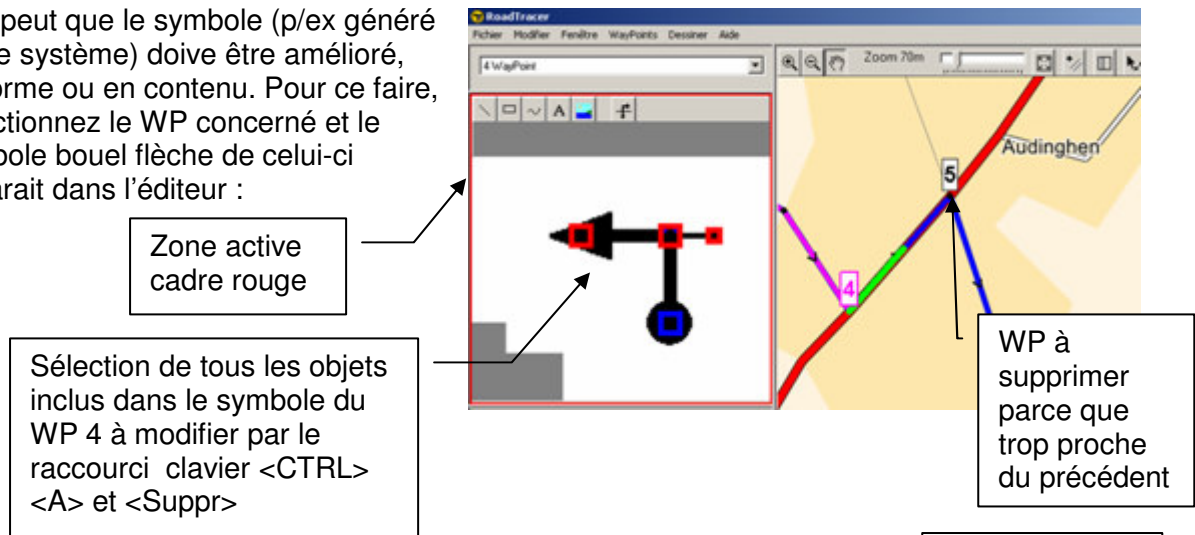 peut que le symbole (p/ex généré
e système) doive être amélioré,
orme ou en contenu. Pour ce faire,
ctionnez le WP concerné et le
bole bouel flèche de celui-ci
arait dans l'éditeur :
Zone active
cadre rouge
Sélection de tous les objets
inclus dans le symbole du
WP 4 à modifier par le
raccourci clavier <CTRL>
<A> et <Suppr>
RoadTracer
Fichier Modifier Fenêtre WayPoints Dessiner Aide
4 WayPoint
Zoom 70m
A
Audinghen
5
4
WP à
supprimer
parce que
trop proche
du précédent